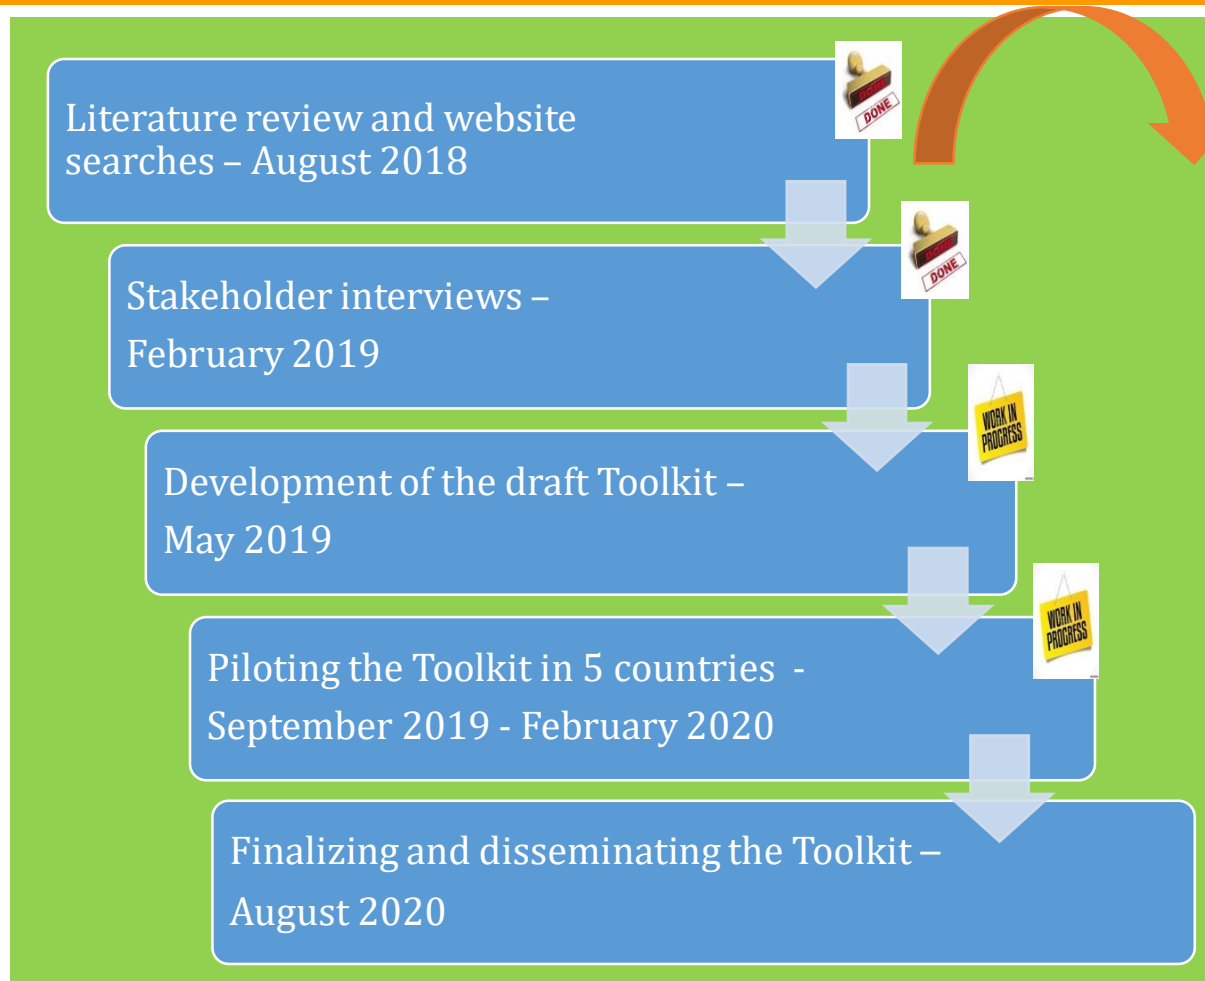 Literature review and website
searches – August 2018
DONE
Stakeholder interviews –
February 2019
DONE
Development of the draft Toolkit –
May 2019
WORK IN
PROGRESS
Piloting the Toolkit in 5 countries -
September 2019 - February 2020
WORK IN
PROGRESS
Finalizing and disseminating the Toolkit –
August 2020